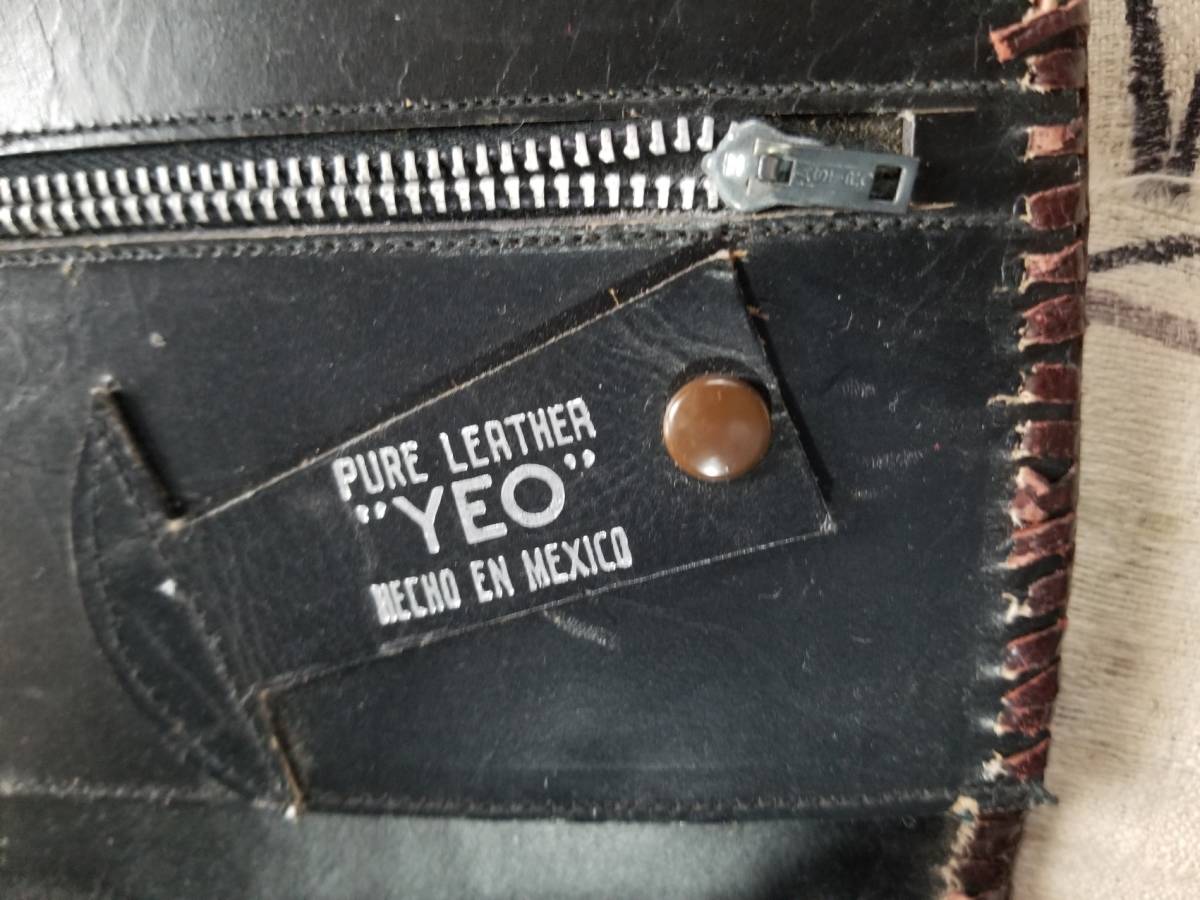 PURE LEATHER
"YEO"
HECHO EN MEXICO